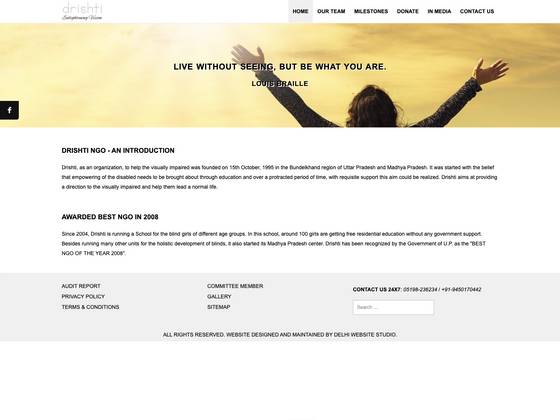 drishti
Enlightening Vision
HOME OUR TEAM MILESTONES DONATE IN MEDIA CONTACT US
LIVE WITHOUT SEEING, BUT BE WHAT YOU ARE.
LOUIS BRAILLE
f
DRISHTI NGO - AN INTRODUCTION
Drishti, as an organization, to help the visually impaired was founded on 15th October, 1995 in the Bundelkhand region of Uttar Pradesh and Madhya Pradesh. It was started with the belief
that empowering of the disabled needs to be brought about through education and over a protracted period of time, with requisite support this aim could be realized. Drishti aims at providing
a direction to the visually impaired and help them lead a normal life.
AWARDED BEST NGO IN 2008
Since 2004, Drishti is running a School for the blind girls of different age groups. In this school, around 100 girls are getting free residential education without any government support.
Besides running many other units for the holistic development of blinds, it also started its Madhya Pradesh center. Drishti has been recognized by the Government of U.P. as the "BEST
NGO OF THE YEAR 2008".
AUDIT REPORT
PRIVACY POLICY
TERMS & CONDITIONS
COMMITTEE MEMBER
GALLERY
SITEMAP
CONTACT US 24X7: 05198-236234 / +91-9450170442
Search ...
ALL RIGHTS RESERVED. WEBSITE DESIGNED AND MAINTAINED BY DELHI WEBSITE STUDIO.